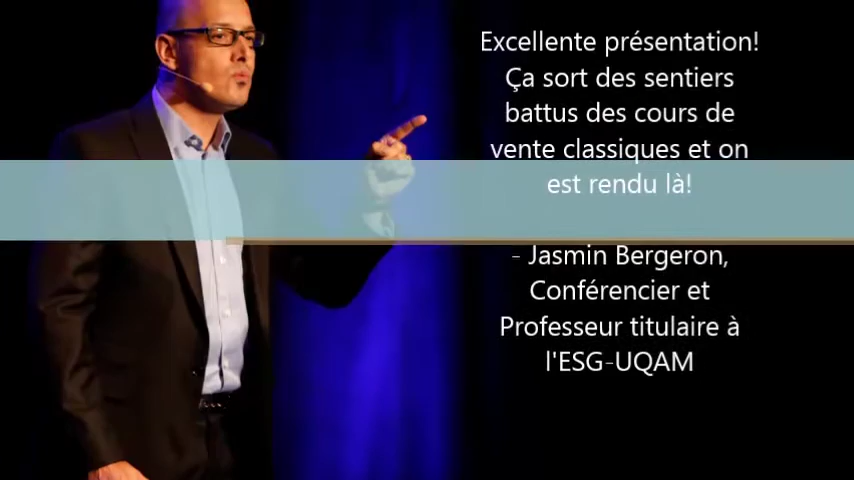 Excellente présentation!
Ça sort des sentiers
battus des cours de
vente classiques et on
est rendu là!
- Jasmin Bergeron,
Conférencier et
Professeur titulaire à
l'ESG-UQAM